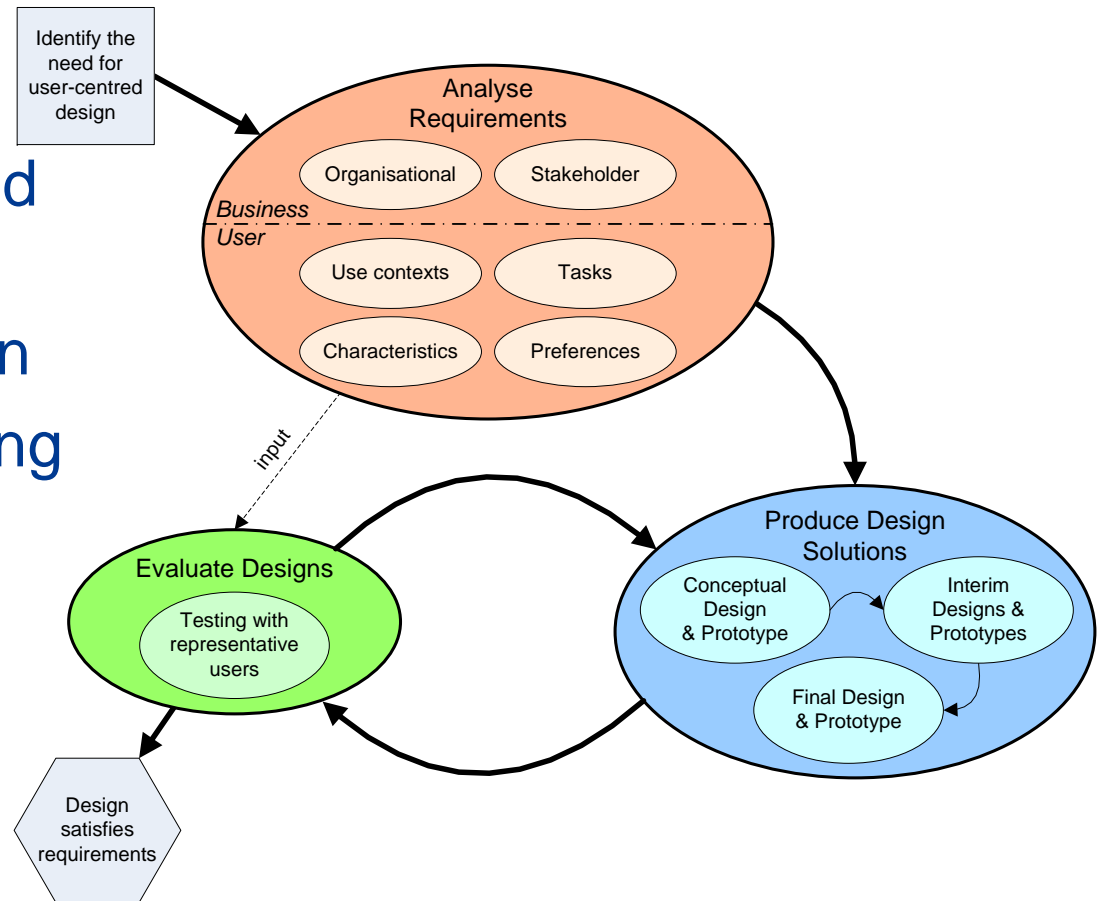 Identify the
need for
user-centred
design
d
n
ng
Analyse
Requirements
Organisational
Stakeholder
Business
User
Use contexts
Tasks
Characteristics
Preferences
input
Evaluate Designs
Testing with
representative
users
Produce Design
Solutions
Conceptual
Design
& Prototype
Interim
Designs &
Prototypes
Final Design
& Prototype
Design
satisfies
requirements